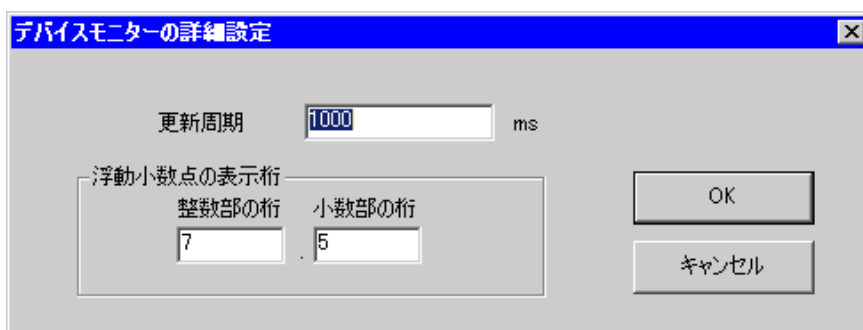 デバイスモニターの詳細設定
更新周期 1000 ms
浮動小数点の表示桁
整数部の桁 小数部の桁
7 . 5
OK
キャンセル